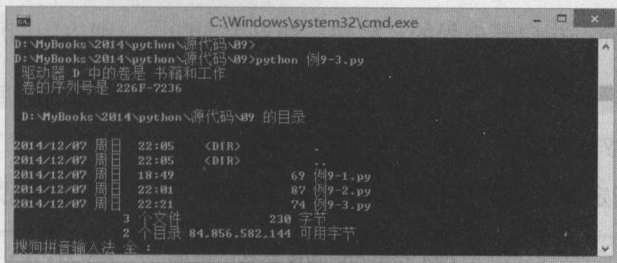 C:\Windows\system32\cmd.exe
D:\MyBooks\2014\python\源代码\09>
D:\MyBooks\2014\python\源代码\09>python 例9-3.py
驱动器 D 中的卷是 书籍和工作
卷的序列号是 226F-7236
D:\MyBooks\2014\python\源代码\09 的目录
2014/12/07 周日 22:05 <DIR> .
2014/12/07 周日 22:05 <DIR> ..
2014/12/07 周日 18:49 69 例9-1.py
2014/12/07 周日 22:01 87 例9-2.py
2014/12/07 周日 22:21 74 例9-3.py
3 个文件 230 字节
2 个目录 84,856,582,144 可用字节
搜狗拼音输入法 全 :